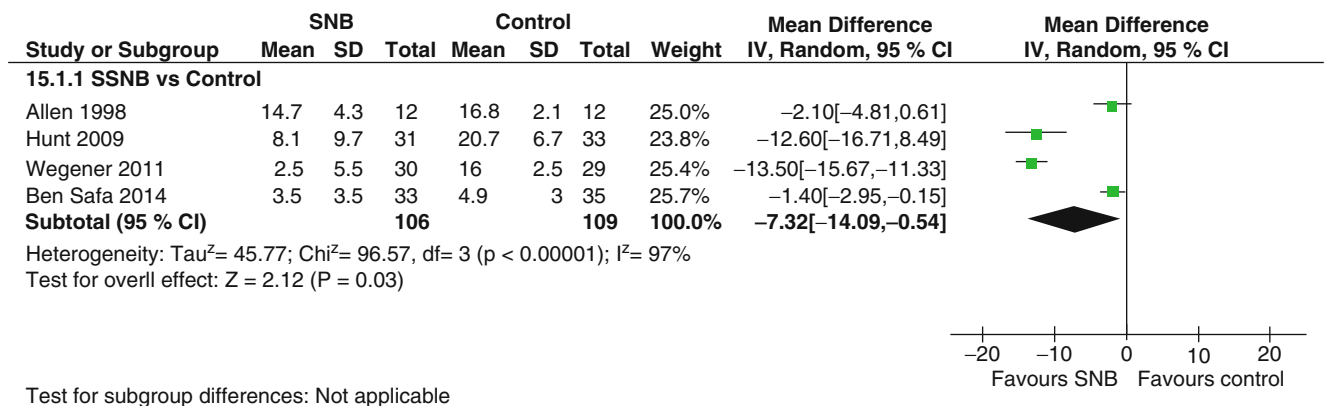 SNB Control Mean Difference Mean Difference
Study or Subgroup Mean SD Total Mean SD Total Weight IV, Random, 95 % CI IV, Random, 95 % CI
15.1.1 SSNB vs Control
Allen 1998 14.7 4.3 12 16.8 2.1 12 25.0% −2.10[−4.81,0.61]
Hunt 2009 8.1 9.7 31 20.7 6.7 33 23.8% −12.60[−16.71,8.49]
Wegener 2011 2.5 5.5 30 16 2.5 29 25.4% −13.50[−15.67,−11.33]
Ben Safa 2014 3.5 3.5 33 4.9 3 35 25.7% −1.40[−2.95,−0.15]
Subtotal (95 % CI) 106 109 100.0% −7.32[−14.09,−0.54]
Heterogeneity: Tauᶻ= 45.77; Chiᶻ= 96.57, df= 3 (p < 0.00001); Iᶻ= 97%
Test for overll effect: Z = 2.12 (P = 0.03)
−20 −10 0 10 20
Favours SNB Favours control
Test for subgroup differences: Not applicable